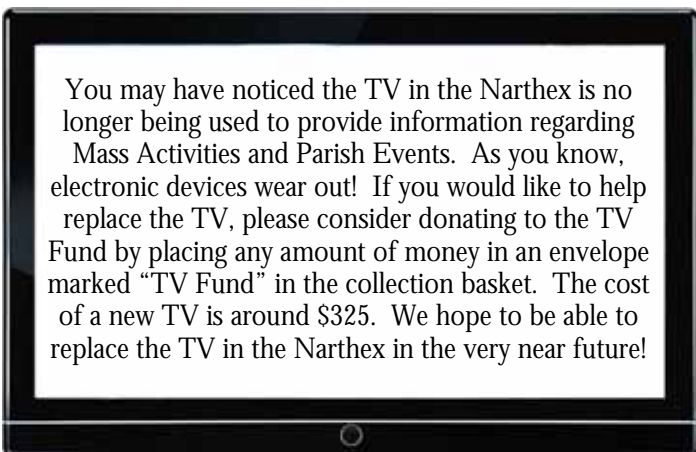 You may have noticed the TV in the Narthex is no
longer being used to provide information regarding
Mass Activities and Parish Events.  As you know,
electronic devices wear out!  If you would like to help
replace the TV, please consider donating to the TV
Fund by placing any amount of money in an envelope
marked “TV Fund” in the collection basket.  The cost
of a new TV is around $325.  We hope to be able to
replace the TV in the Narthex in the very near future!